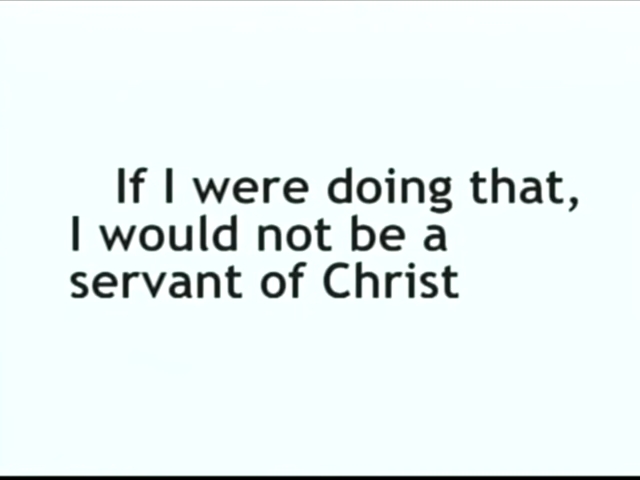 If I were doing that,
I would not be a
servant of Christ